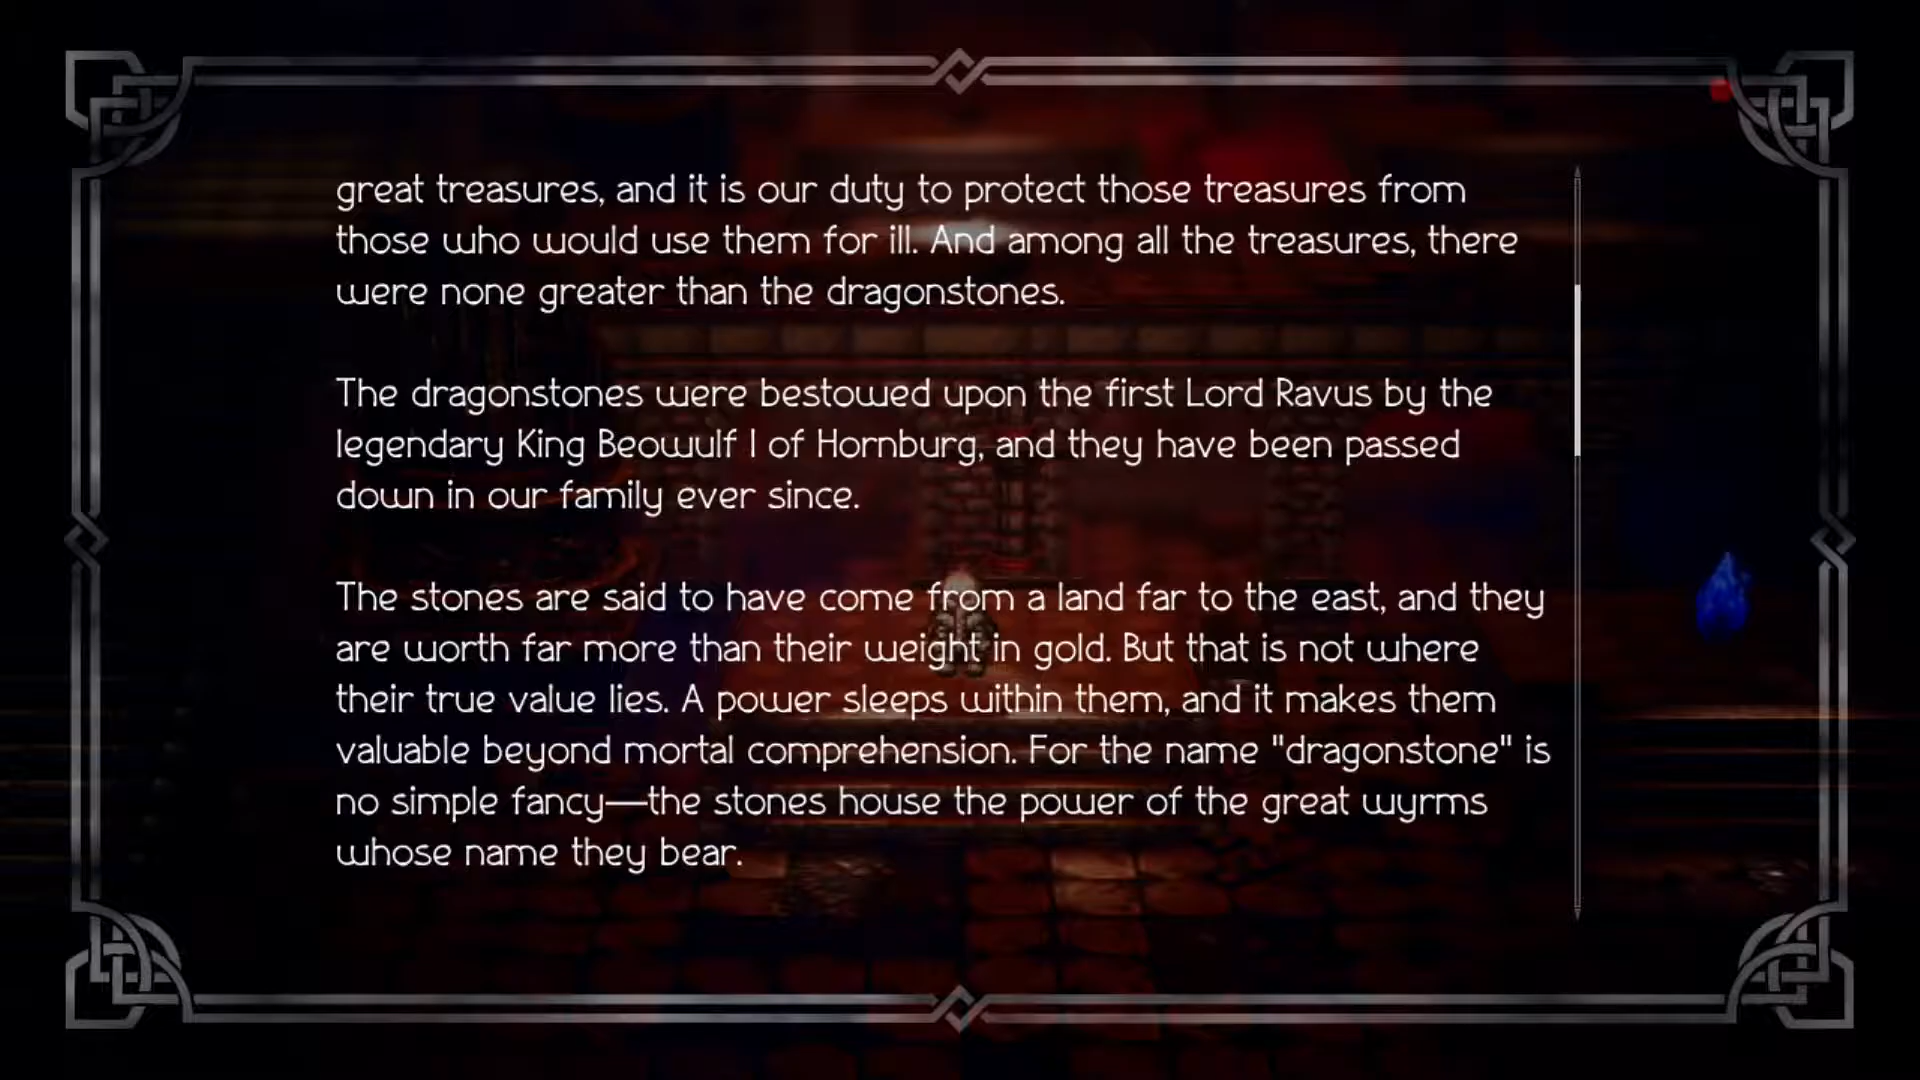 great treasures, and it is our duty to protect those treasures from
those who would use them for ill. And among all the treasures, there
were none greater than the dragonstones.
The dragonstones were bestowed upon the first Lord Ravus by the
legendary King Beowulf I of Hornburg, and they have been passed
down in our family ever since.
The stones are said to have come from a land far to the east, and they
are worth far more than their weight in gold. But that is not where
their true value lies. A power sleeps within them, and it makes them
valuable beyond mortal comprehension. For the name "dragonstone" is
no simple fancy—the stones house the power of the great wyrms
whose name they bear.